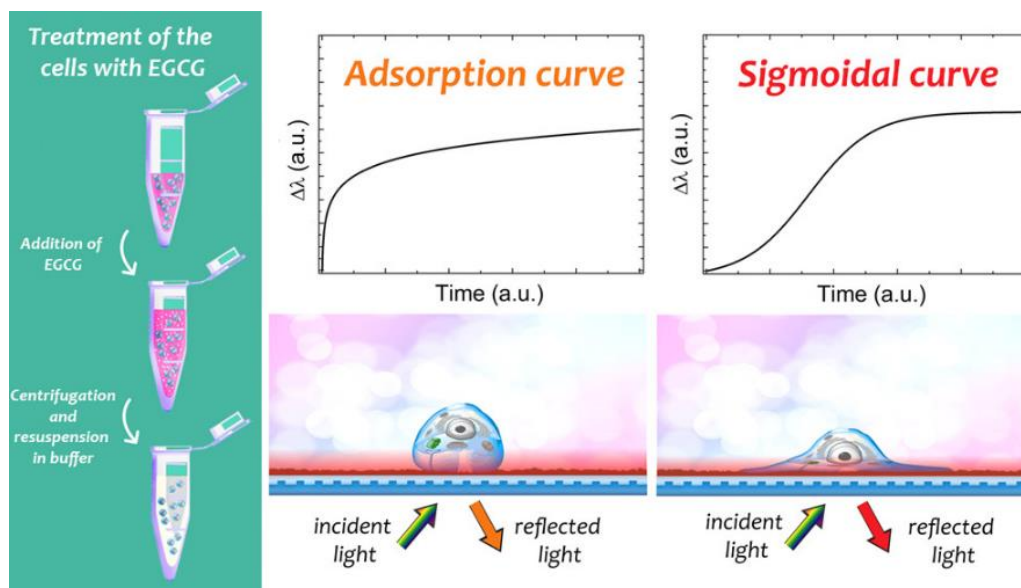 Treatment of the
cells with EGCG
Addition of
EGCG
Centrifugation
and
resuspension
in buffer
Adsorption curve
Δλ (a.u.)
Time (a.u.)
incident
light
reflected
light
Sigmoidal curve
Δλ (a.u.)
Time (a.u.)
incident
light
reflected
light